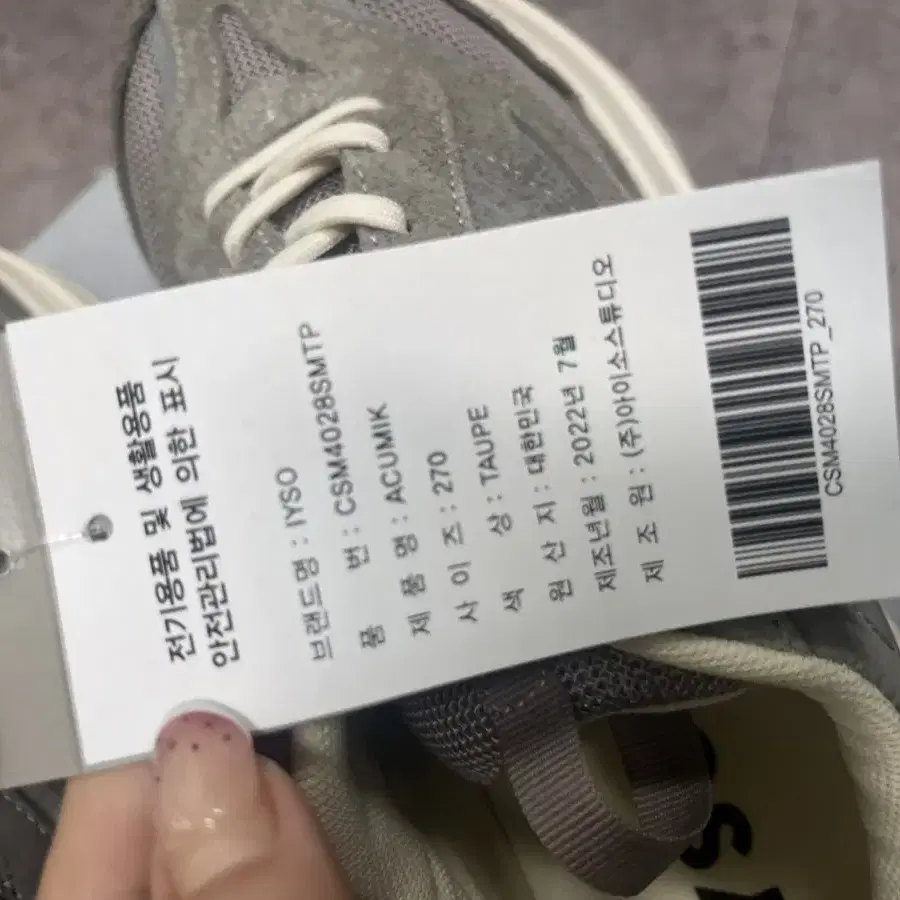 전기용품 및 생활용품
안전관리법에 의한 표시
브랜드명 : IYSO
품 번 : CSM4028SMTP
제 품 명 : ACUMIK
사 이 즈 : 270
색 상 : TAUPE
원 산 지 : 대한민국
제조년월 : 2022년 7월
제 조 원 : (주)아이소스튜디오
CSM4028SMTP_270